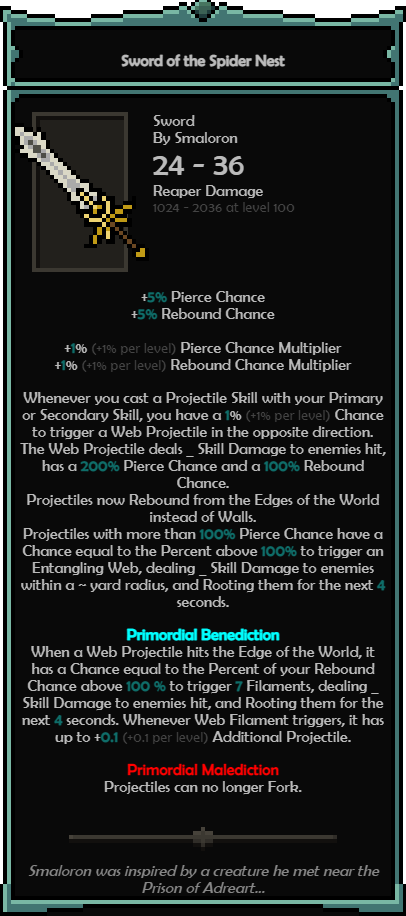 Sword of the Spider Nest
Sword
By Smaloron
24 - 36
Reaper Damage
1024 - 2036 at level 100
+5% Pierce Chance
+5% Rebound Chance
+1% (+1% per level) Pierce Chance Multiplier
+1% (+1% per level) Rebound Chance Multiplier
Whenever you cast a Projectile Skill with your Primary
or Secondary Skill, you have a 1% (+1% per level) Chance
to trigger a Web Projectile in the opposite direction.
The Web Projectile deals _ Skill Damage to enemies hit,
has a 200% Pierce Chance and a 100% Rebound
Chance.
Projectiles now Rebound from the Edges of the World
instead of Walls.
Projectiles with more than 100% Pierce Chance have a
Chance equal to the Percent above 100% to trigger an
Entangling Web, dealing _ Skill Damage to enemies
within a ~ yard radius, and Rooting them for the next 4
seconds.
Primordial Benediction
When a Web Projectile hits the Edge of the World, it
has a Chance equal to the Percent of your Rebound
Chance above 100 % to trigger 7 Filaments, dealing _
Skill Damage to enemies hit, and Rooting them for the
next 4 seconds. Whenever Web Filament triggers, it has
up to +0.1 (+0.1 per level) Additional Projectile.
Primordial Malediction
Projectiles can no longer Fork.
Smaloron was inspired by a creature he met near the
Prison of Adreart...